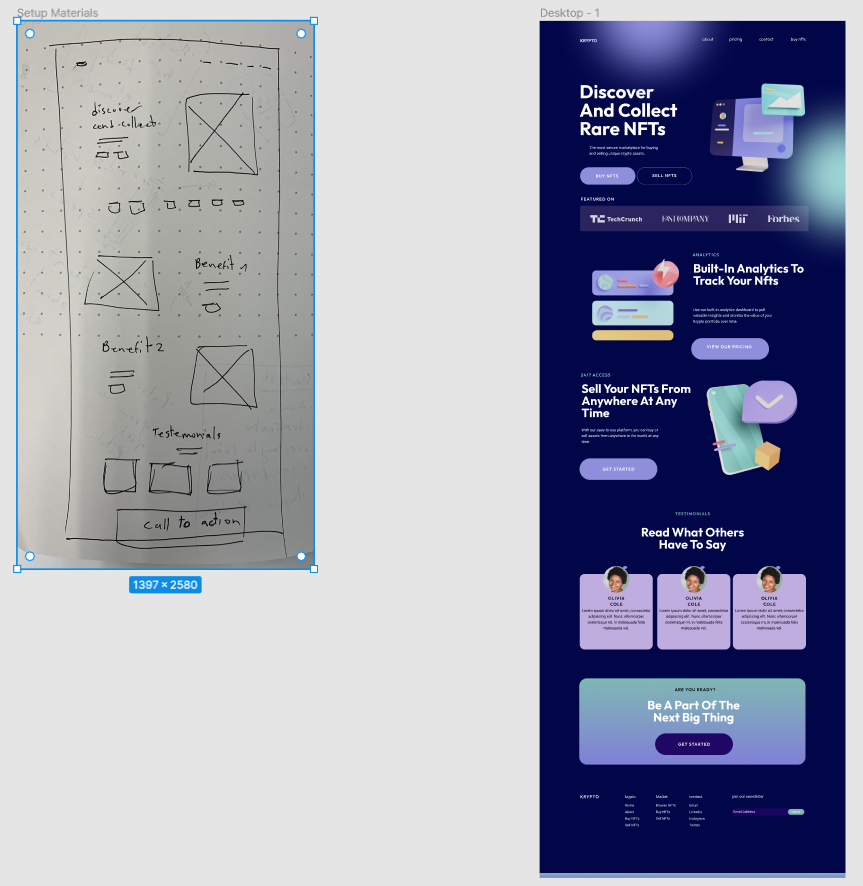 Setup Materials
discover
and collect
Benefit 1
Benefit 2
Testemonials
call to action
1397 × 2580
Desktop - 1
KRYPTO
about
pricing
contact
buy nfts
Discover
And Collect
Rare NFTs
The most secure marketplace for buying
and selling unique crypto assets.
BUY NFTS
SELL NFTS
FEATURED ON
TC TechCrunch
FAST COMPANY
MiT
Forbes
ANALYTICS
Built-In Analytics To
Track Your Nfts
Use our built-in analytics dashboard to pull
valuable insights and monitor the value of your
Krypto portfolio over time.
VIEW OUR PRICING
24/7 ACCESS
Sell Your NFTs From
Anywhere At Any
Time
With our easy-to-use platform, you can buy or
sell assets from anywhere in the world, at any
time.
GET STARTED
TESTIMONIALS
Read What Others
Have To Say
OLIVIA
COLE
Lorem ipsum dolor sit amet, consectetur
adipiscing elit. Nunc ullamcorper
scelerisque mi, in malesuada felis
malesuada vel.
OLIVIA
COLE
Lorem ipsum dolor sit amet, consectetur
adipiscing elit. Nunc ullamcorper
scelerisque mi, in malesuada felis
malesuada vel.
OLIVIA
COLE
Lorem ipsum dolor sit amet, consectetur
adipiscing elit. Nunc ullamcorper
scelerisque mi, in malesuada felis
malesuada vel.
ARE YOU READY?
Be A Part Of The
Next Big Thing
GET STARTED
KRYPTO
krypto
Home
About
Buy NFTs
Sell NFTs
Market
Browse NFTs
Buy NFTs
Sell NFTs
contact
Email
Linkedin
Instagram
Twitter
join our newsletter
Email address